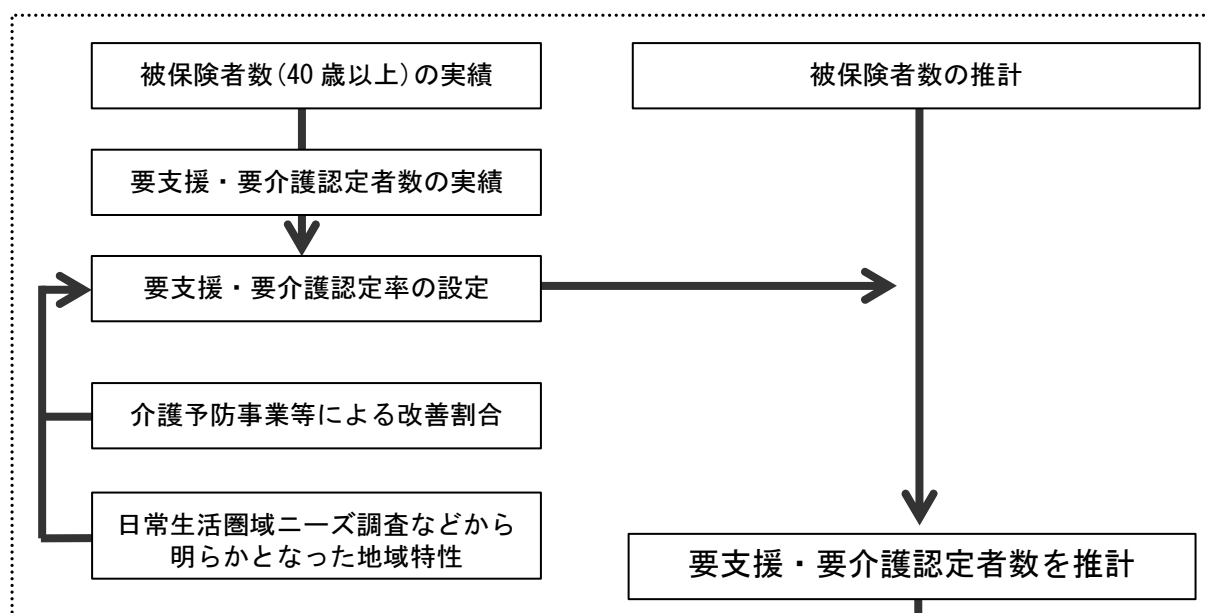 被保険者数(40歳以上)の実績
被保険者数の推計
要支援・要介護認定者数の実績
要支援・要介護認定率の設定
介護予防事業等による改善割合
日常生活圏域ニーズ調査などから
明らかとなった地域特性
要支援・要介護認定者数を推計